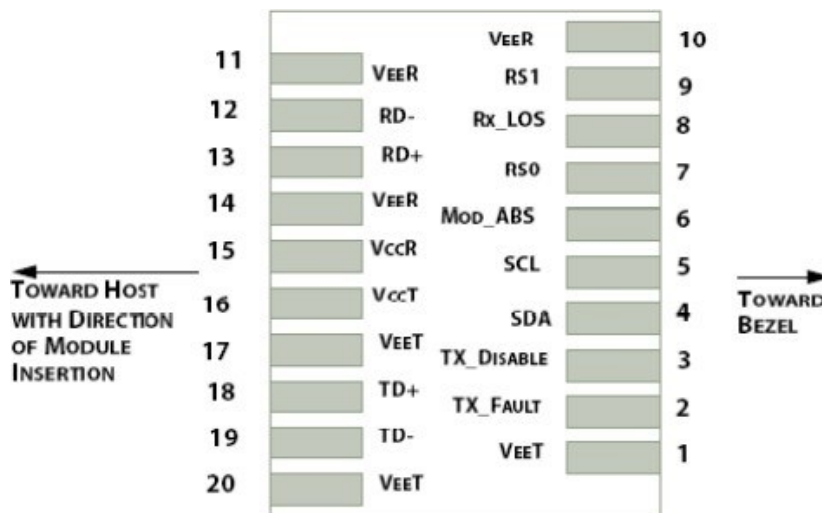 11 VEER
12 RD-
13 RD+
14 VEER
15 VCCR
16 VCCT
17 VEET
18 TD+
19 TD-
20 VEET
VEER 10
RS1 9
RX_LOS 8
RS0 7
MOD_ABS 6
SCL 5
SDA 4
TX_DISABLE 3
TX_FAULT 2
VEET 1
TOWARD HOST
WITH DIRECTION
OF MODULE
INSERTION
TOWARD
BEZEL